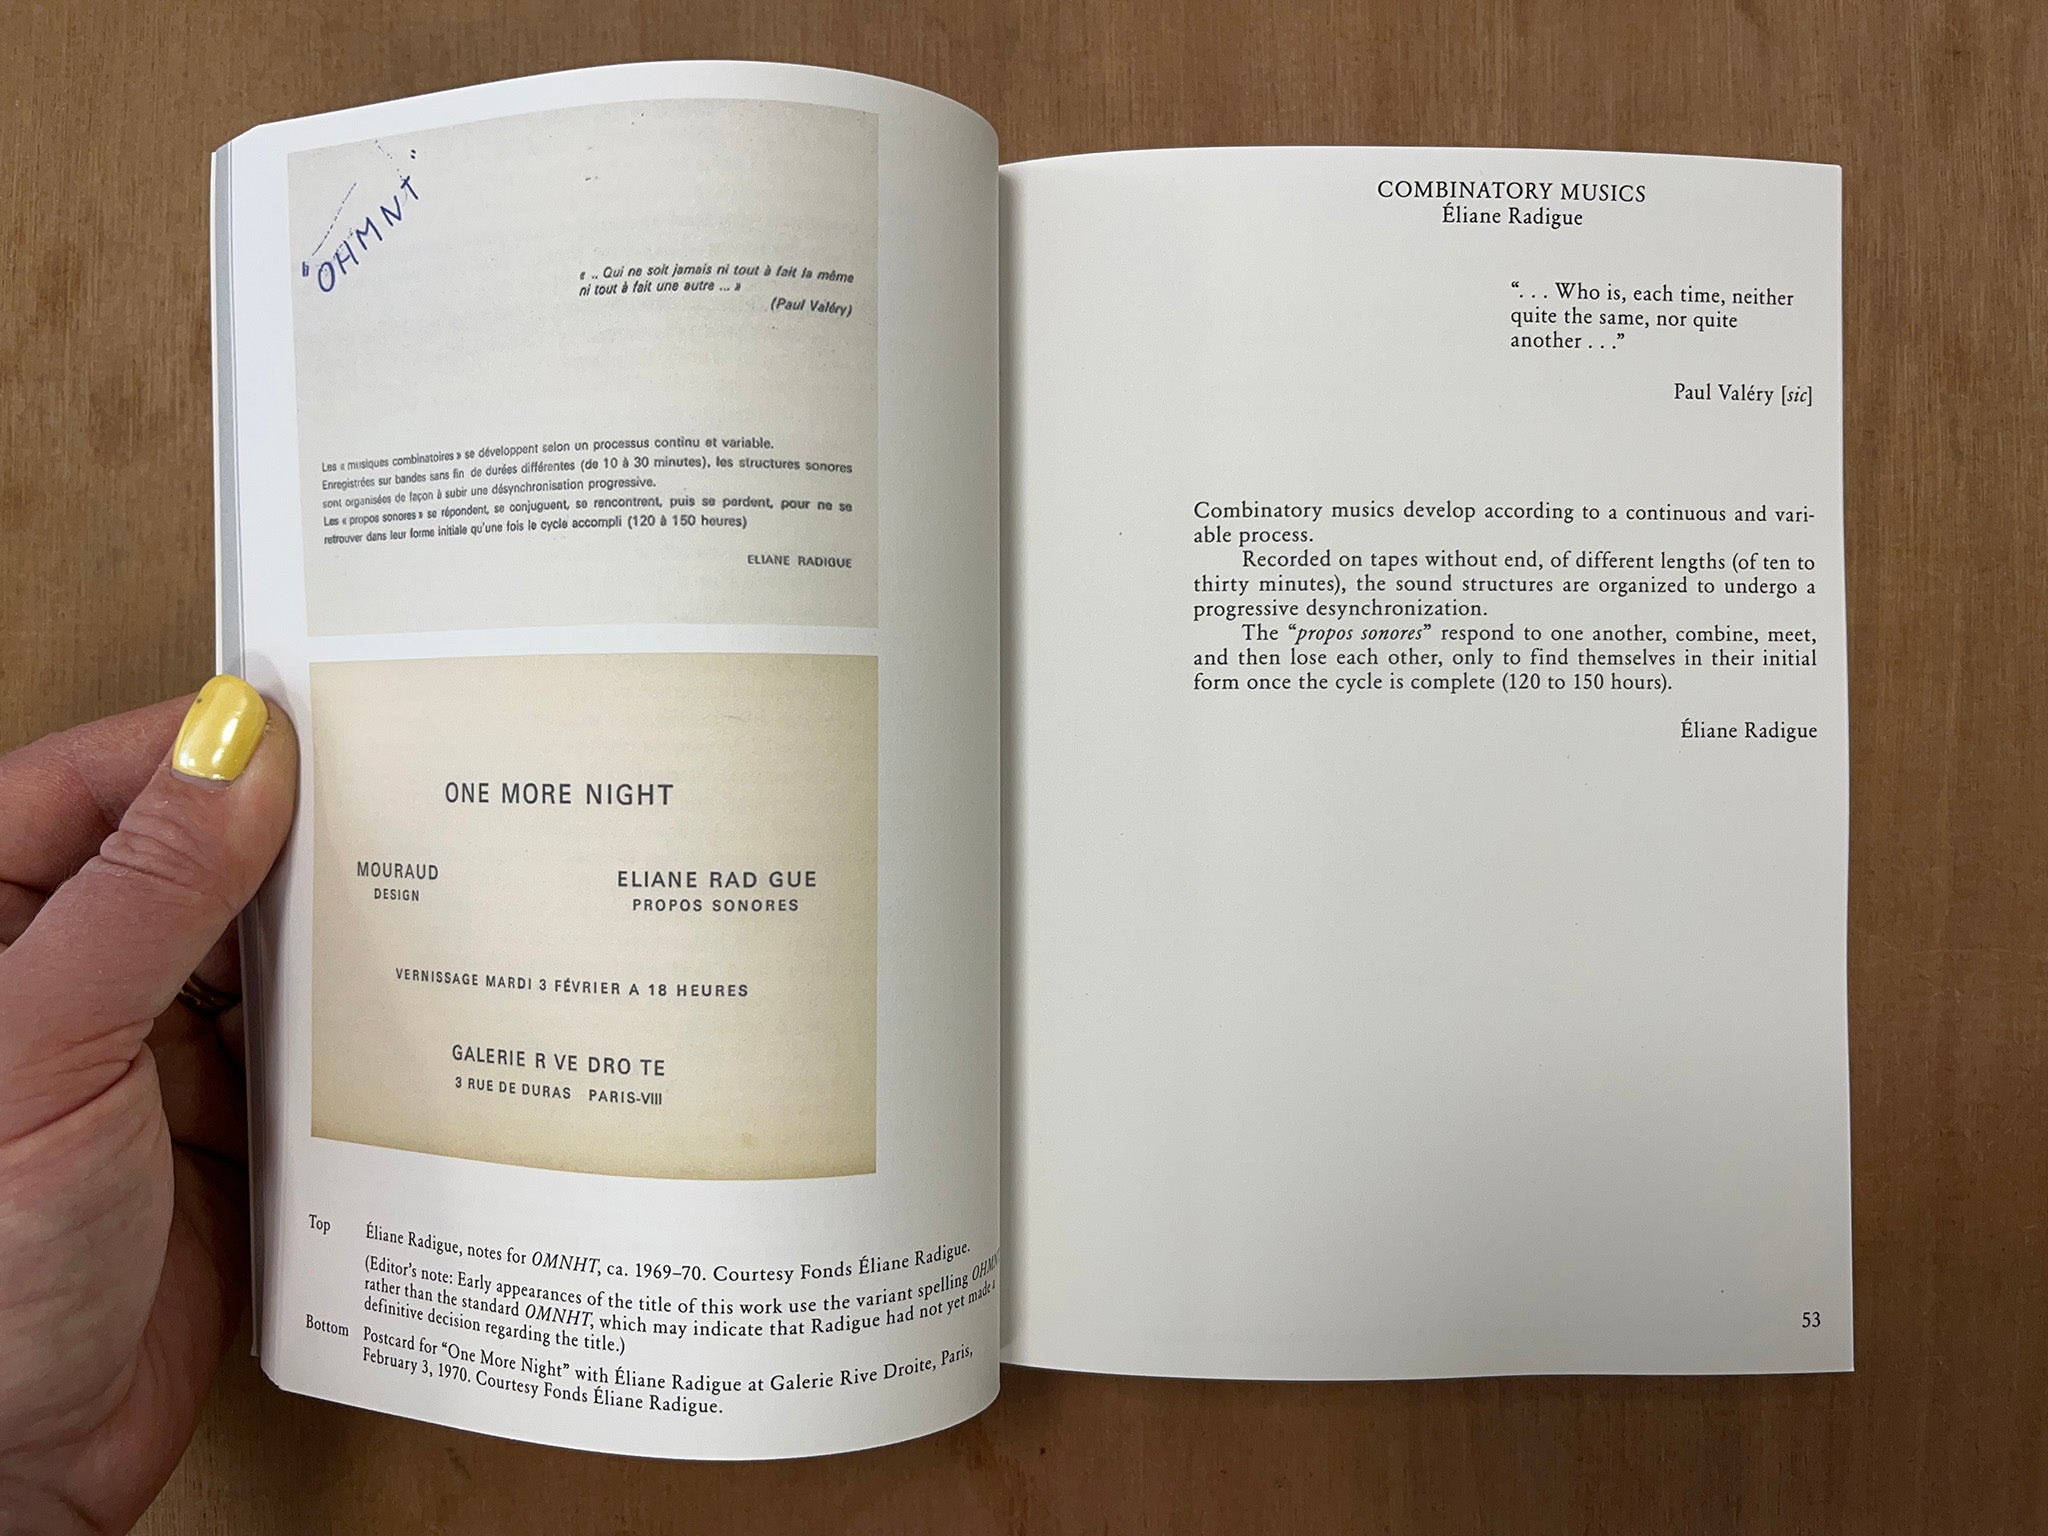 "OHMNT"
« .. Qui ne soit jamais ni tout à fait la même
ni tout à fait une autre ... »
(Paul Valéry)
Les « musiques combinatoires » se développent selon un processus continu et variable.
Enregistrées sur bandes sans fin de durées différentes (de 10 à 30 minutes), les structures sonores
sont organisées de façon à subir une désynchronisation progressive.
Les « propos sonores » se répondent, se conjuguent, se rencontrent, puis se perdent, pour ne se
retrouver dans leur forme initiale qu'une fois le cycle accompli (120 à 150 heures)
ELIANE RADIGUE
ONE MORE NIGHT
MOURAUD
DESIGN
ELIANE RAD GUE
PROPOS SONORES
VERNISSAGE MARDI 3 FÉVRIER A 18 HEURES
GALERIE R VE DRO TE
3 RUE DE DURAS PARIS-VIII
Top Éliane Radigue, notes for OMNHT, ca. 1969–70. Courtesy Fonds Éliane Radigue.
(Editor's note: Early appearances of the title of this work use the variant spelling OHMNT
rather than the standard OMNHT, which may indicate that Radigue had not yet made a
definitive decision regarding the title.)
Bottom Postcard for "One More Night" with Éliane Radigue at Galerie Rive Droite, Paris,
February 3, 1970. Courtesy Fonds Éliane Radigue.
COMBINATORY MUSICS
Éliane Radigue
". . . Who is, each time, neither
quite the same, nor quite
another . . ."
Paul Valéry [sic]
Combinatory musics develop according to a continuous and vari-
able process.
Recorded on tapes without end, of different lengths (of ten to
thirty minutes), the sound structures are organized to undergo a
progressive desynchronization.
The "propos sonores" respond to one another, combine, meet,
and then lose each other, only to find themselves in their initial
form once the cycle is complete (120 to 150 hours).
Éliane Radigue
53